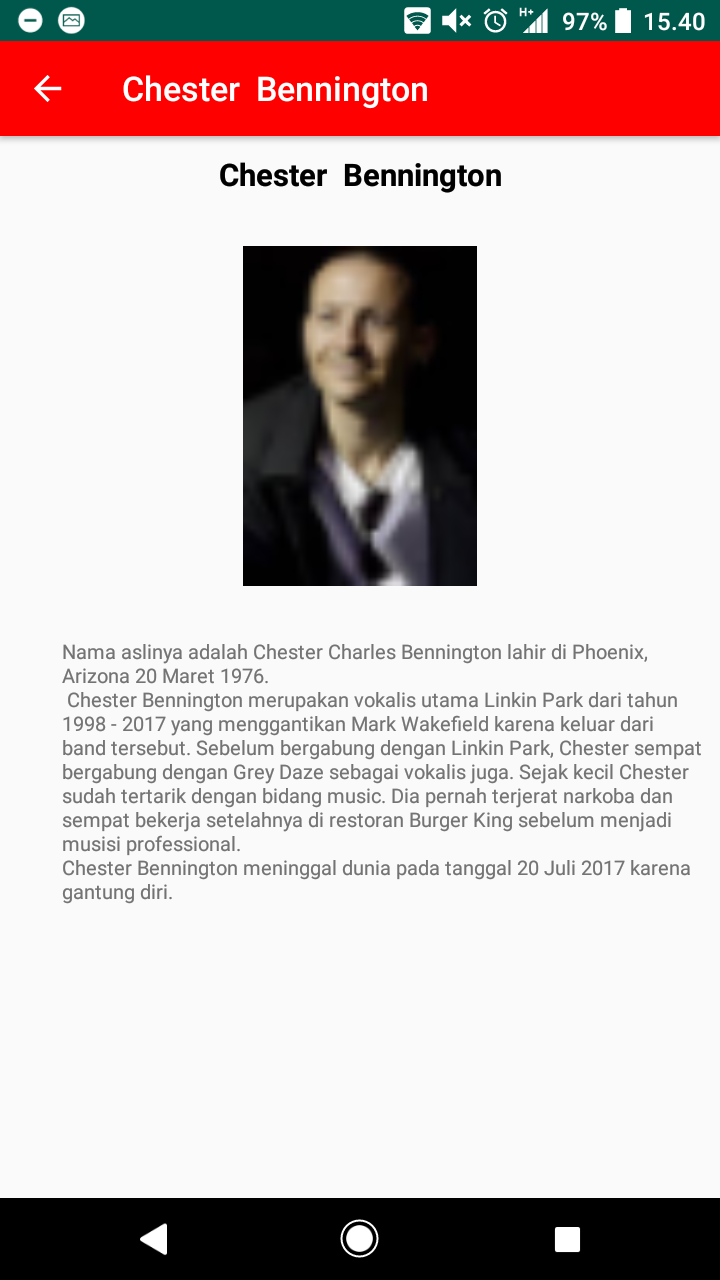 H+ 97% 15.40
Chester  Bennington
Chester  Bennington
Nama aslinya adalah Chester Charles Bennington lahir di Phoenix,
Arizona 20 Maret 1976.
Chester Bennington merupakan vokalis utama Linkin Park dari tahun
1998 - 2017 yang menggantikan Mark Wakefield karena keluar dari
band tersebut. Sebelum bergabung dengan Linkin Park, Chester sempat
bergabung dengan Grey Daze sebagai vokalis juga. Sejak kecil Chester
sudah tertarik dengan bidang music. Dia pernah terjerat narkoba dan
sempat bekerja setelahnya di restoran Burger King sebelum menjadi
musisi professional.
Chester Bennington meninggal dunia pada tanggal 20 Juli 2017 karena
gantung diri.